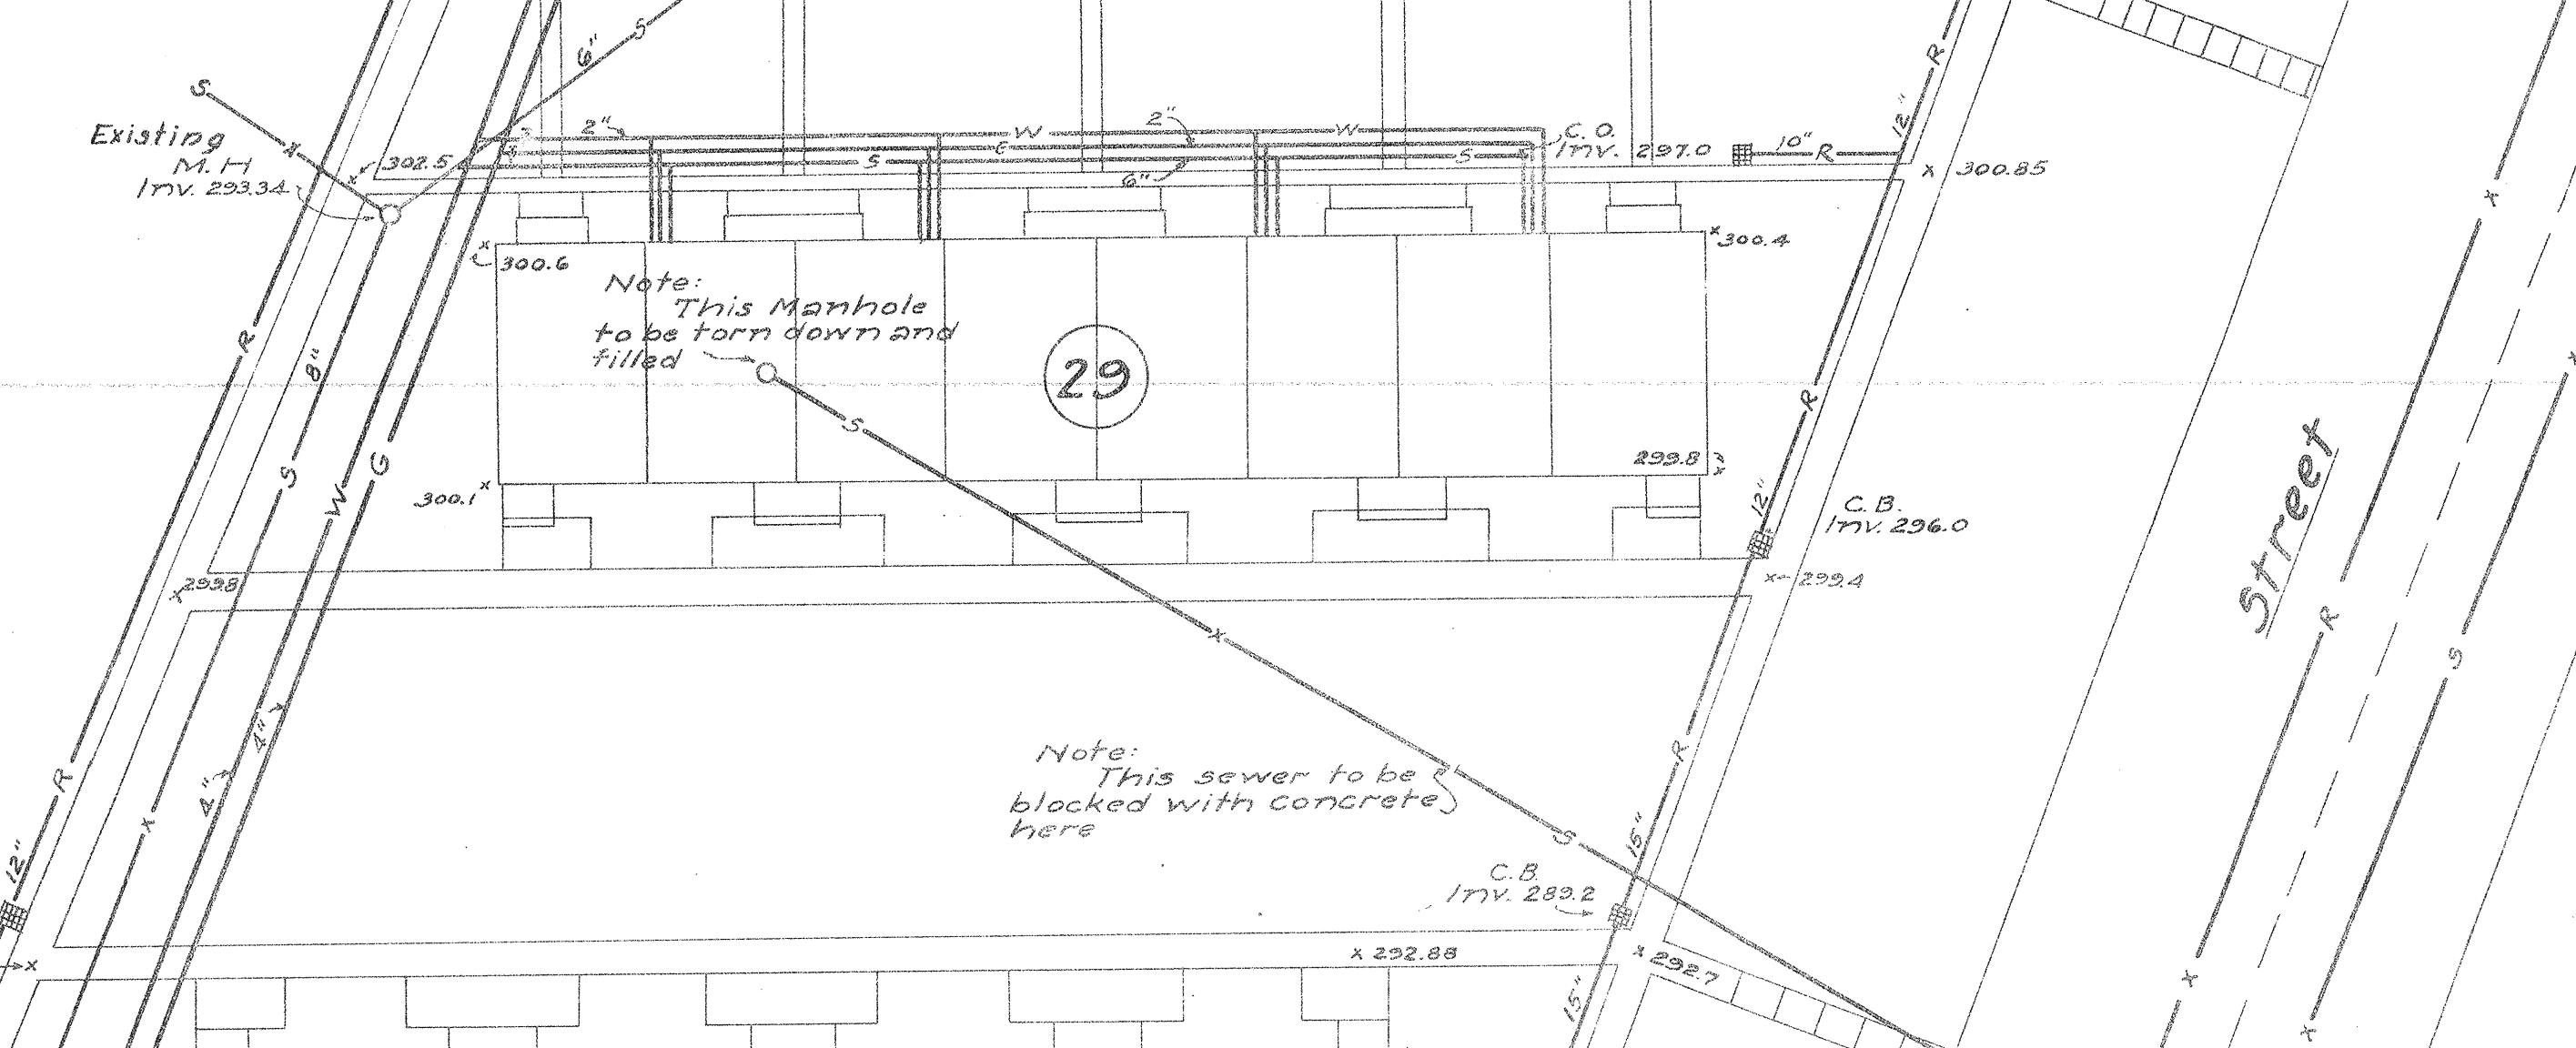 6" S
S
12" R
Existing
M.H
Inv. 293.34
x
x 302.5
2" W 2" W
G
S 6" S
C.O.
Inv. 297.0
10" R
x 300.85
x
x 300.6
x 300.4
Note:
This Manhole
to be torn down and
filled
R
8"
29
S
R
S
W
G
x 300.1
299.8 x
12"
C.B.
Inv. 296.0
Street
x
R
S
x 299.8
x 299.4
x
4"
4"
R
x
Note:
This sewer to be
blocked with concrete
here
R
S
15"
12"
C.B.
Inv. 289.2
x
x 292.88
x 292.7
15"
x
x